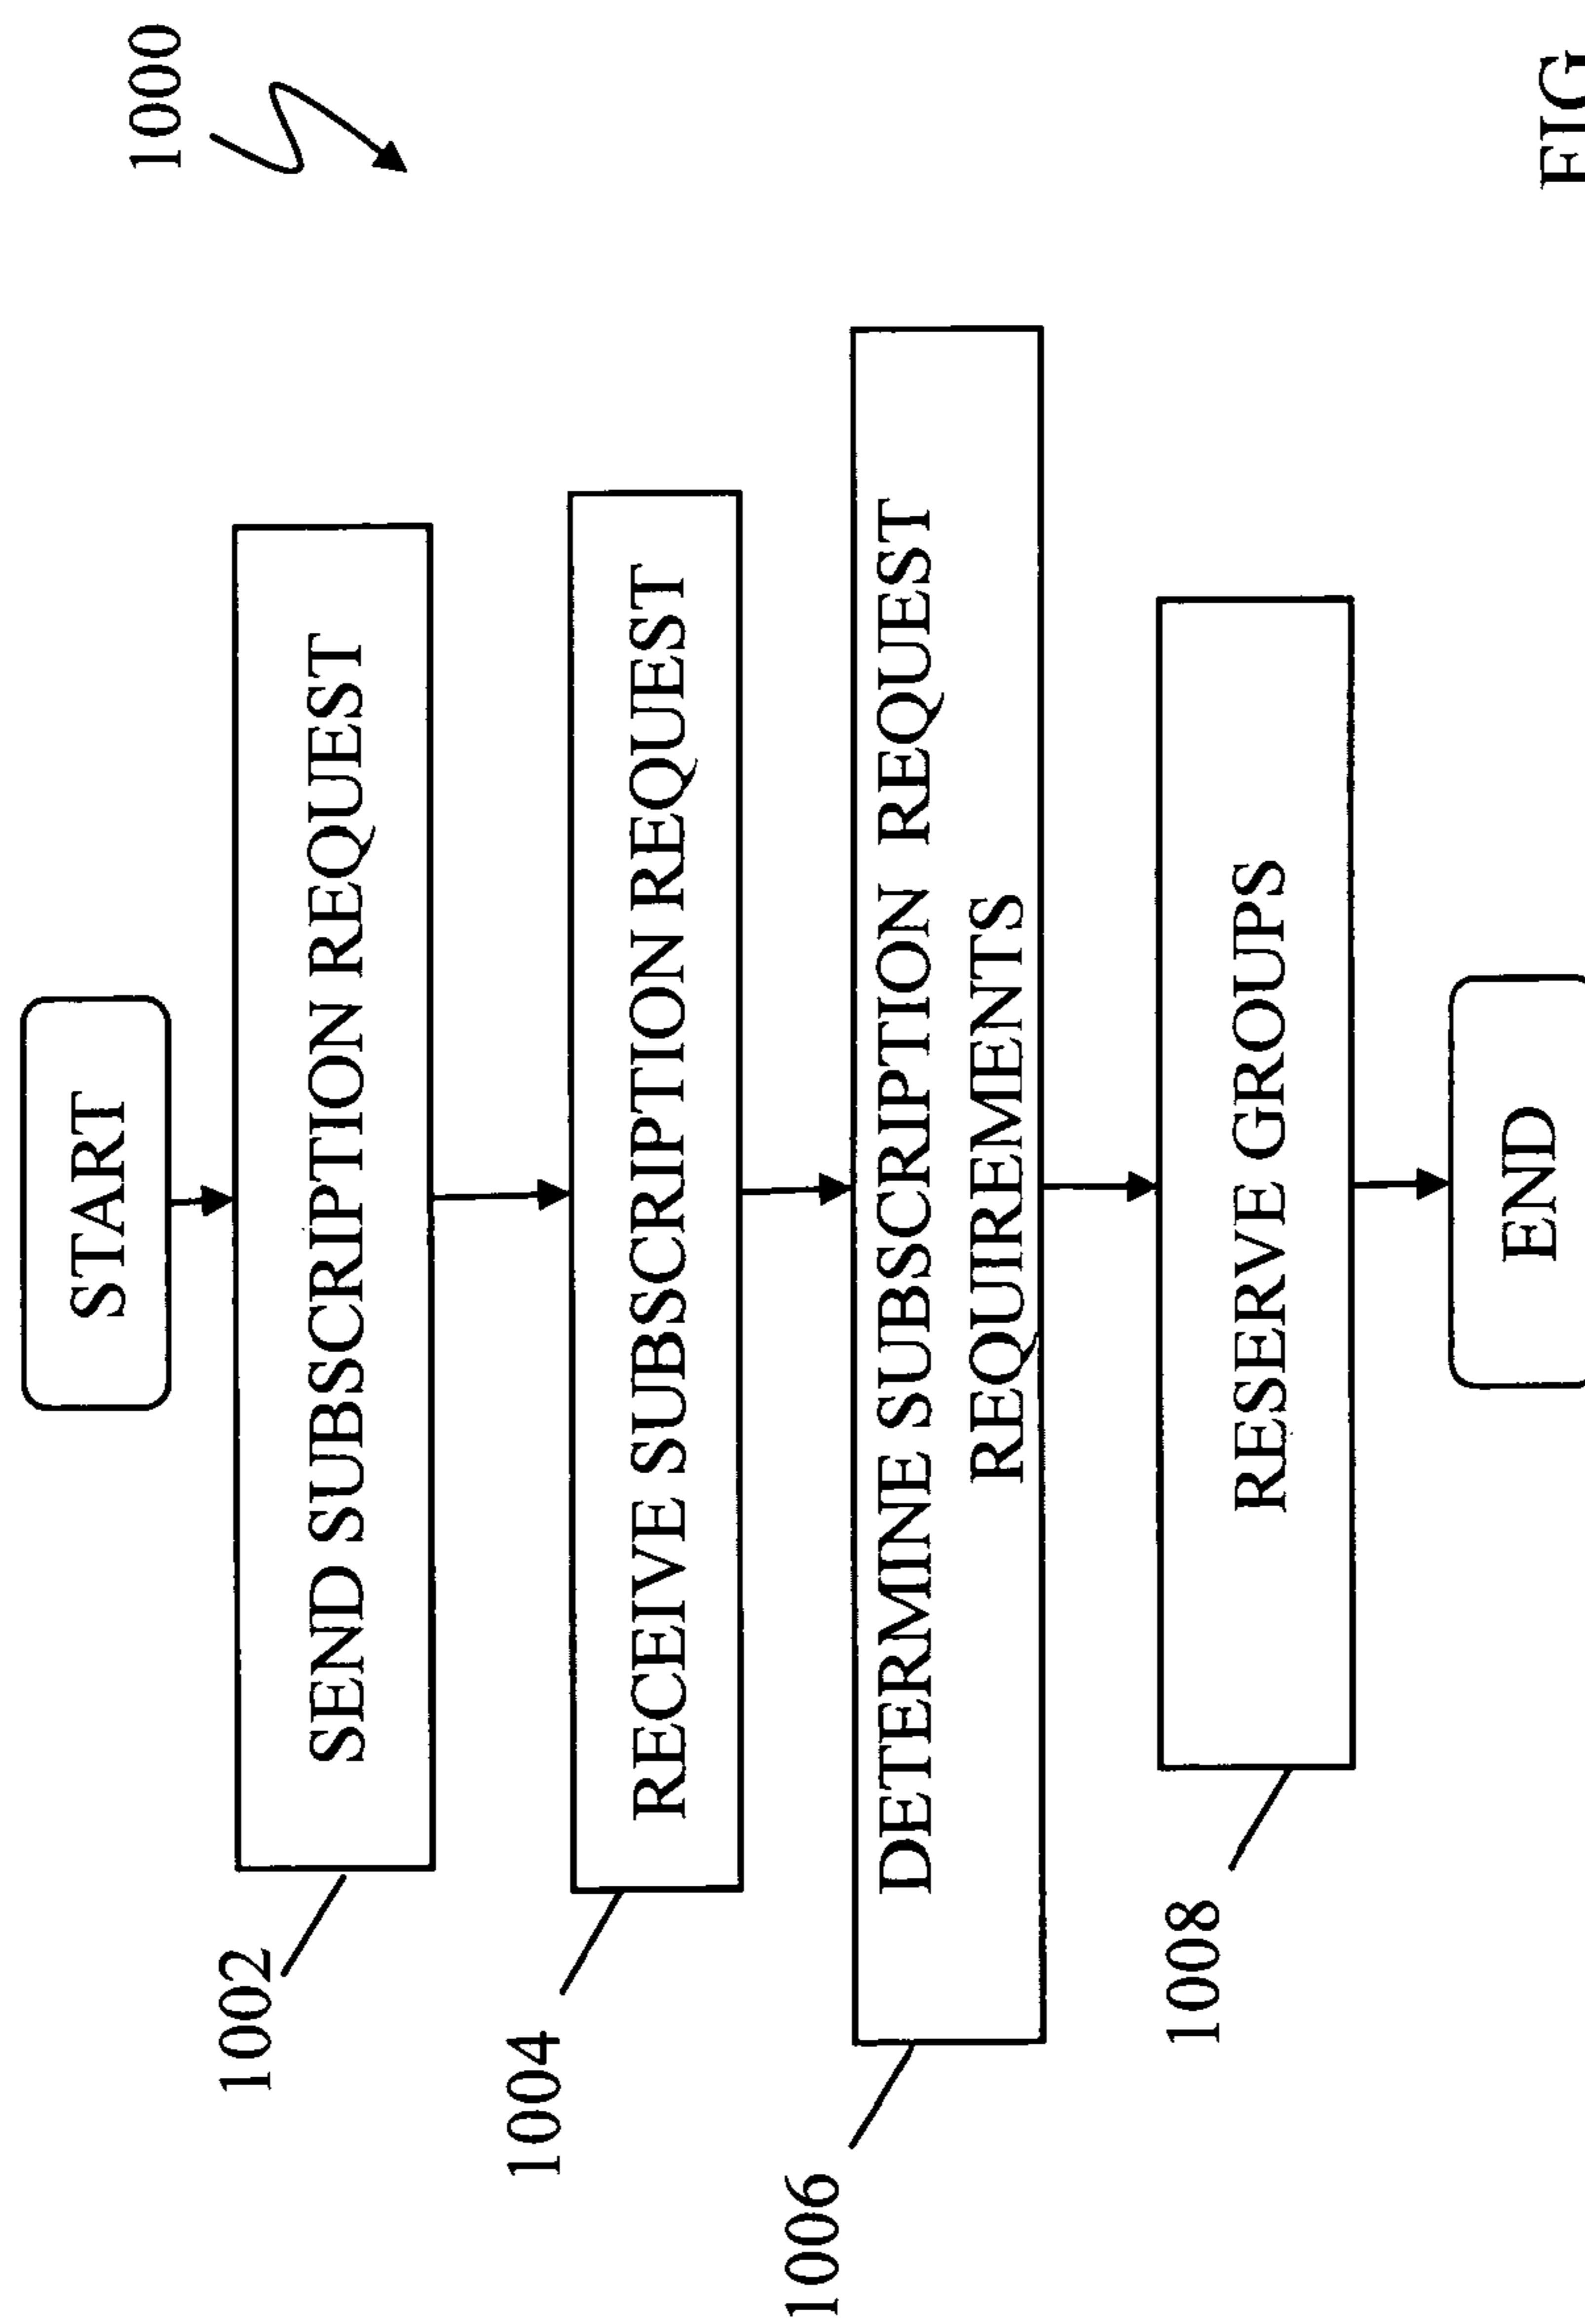 1000
START
1002
SEND SUBSCRIPTION REQUEST
1004
RECEIVE SUBSCRIPTION REQUEST
1006
DETERMINE SUBSCRIPTION REQUEST
REQUIREMENTS
1008
RESERVE GROUPS
END
FIG